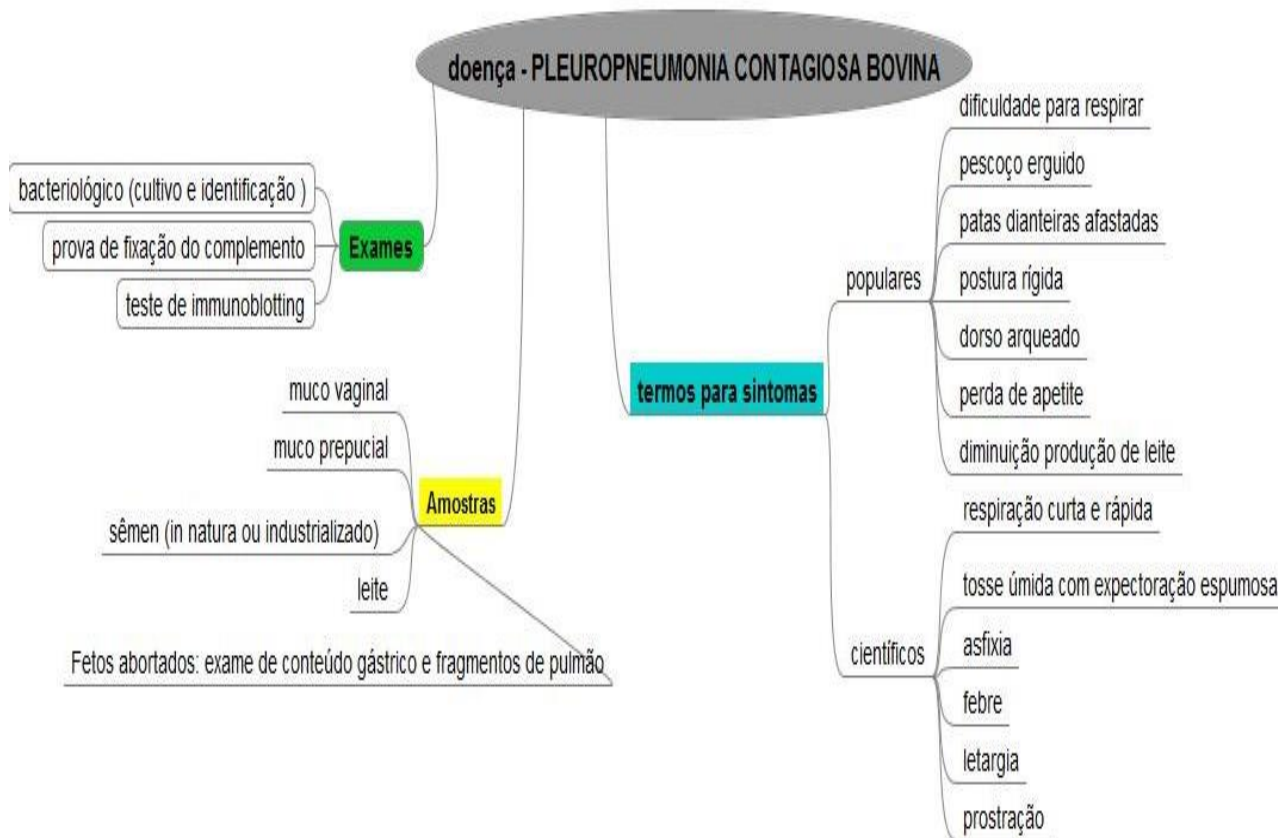 doença - PLEUROPNEUMONIA CONTAGIOSA BOVINA
Exames
bacteriológico (cultivo e identificação )
prova de fixação do complemento
teste de immunoblotting
Amostras
muco vaginal
muco prepucial
sêmen (in natura ou industrializado)
leite
Fetos abortados: exame de conteúdo gástrico e fragmentos de pulmão
termos para sintomas
populares
dificuldade para respirar
pescoço erguido
patas dianteiras afastadas
postura rígida
dorso arqueado
perda de apetite
diminuição produção de leite
científicos
respiração curta e rápida
tosse úmida com expectoração espumosa
asfixia
febre
letargia
prostração